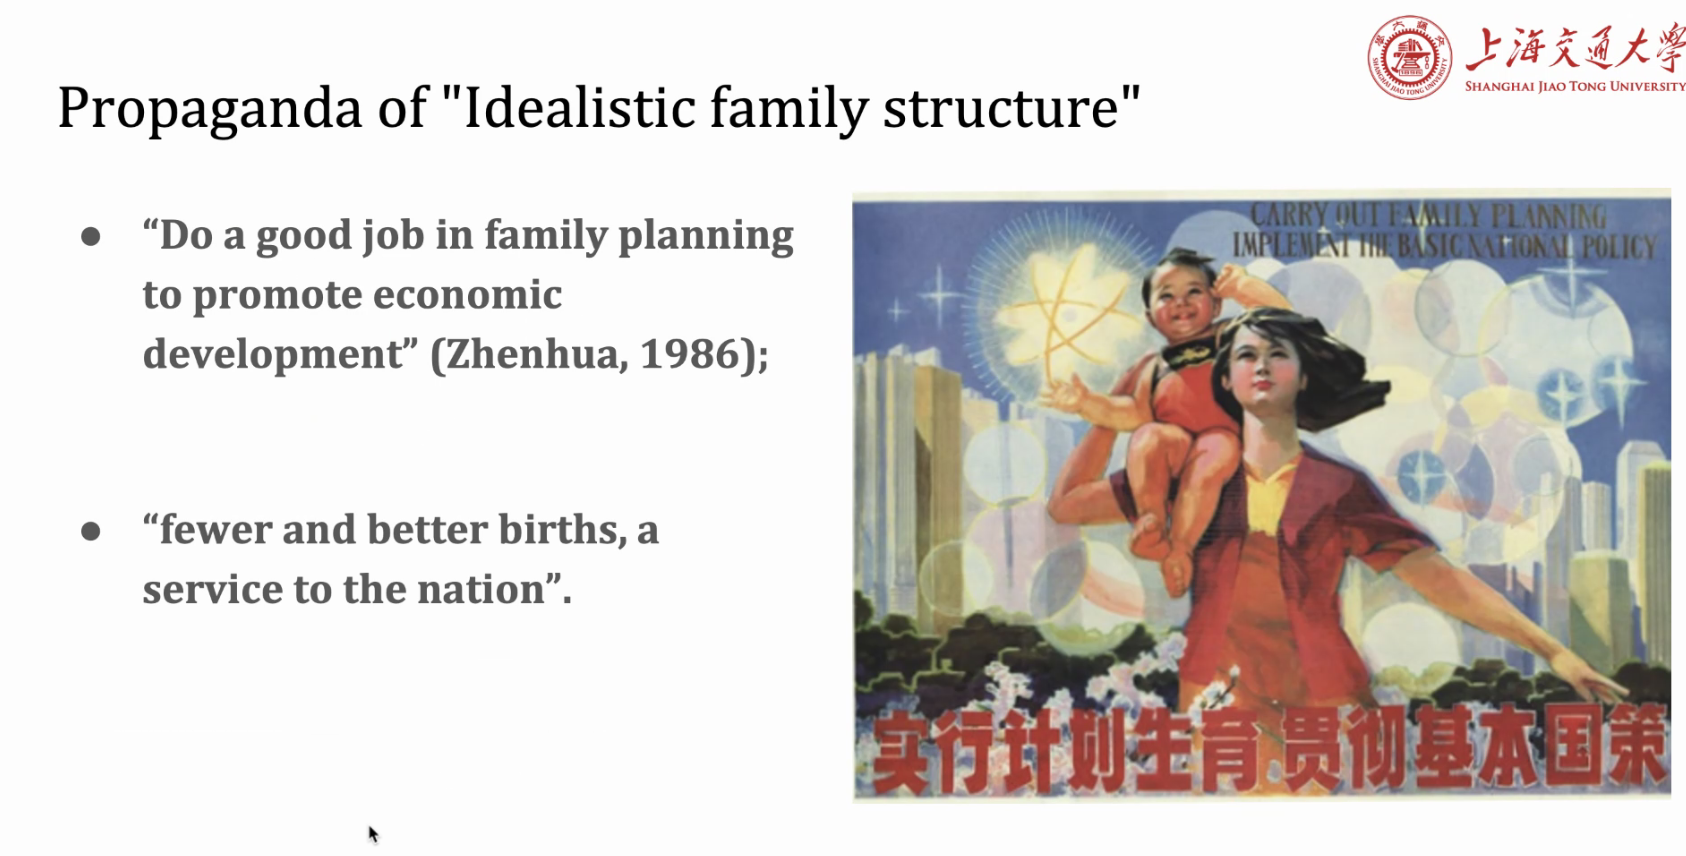 上海交通大學
SHANGHAI JIAO TONG UNIVERSITY
Propaganda of "Idealistic family structure"
● “Do a good job in family planning
to promote economic
development” (Zhenhua, 1986);
● “fewer and better births, a
service to the nation”.
CARRY OUT FAMILY PLANNING
IMPLEMENT THE BASIC NATIONAL POLICY
实行计划生育 贯彻基本国策